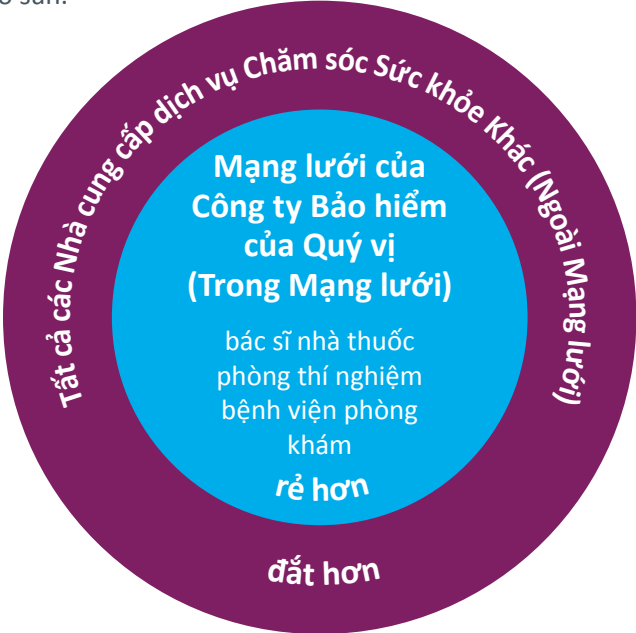 sản.
Tất cả các Nhà cung cấp dịch vụ Chăm sóc Sức khỏe Khác (Ngoài Mạng lưới)
Mạng lưới của
Công ty Bảo hiểm
của Quý vị
(Trong Mạng lưới)
bác sĩ nhà thuốc
phòng thí nghiệm
bệnh viện phòng
khám
rẻ hơn
đắt hơn